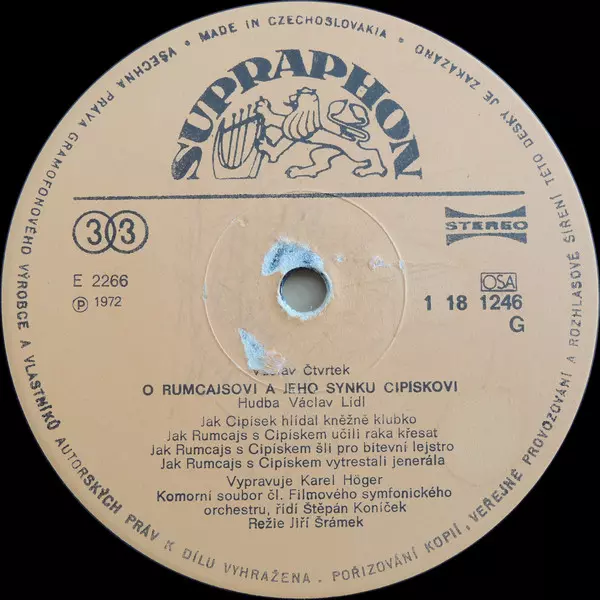 VŠECHNA PRÁVA GRAMOFONOVÉHO VÝROBCE A VLASTNÍKŮ AUTORSKÝCH PRÁV K DÍLU VYHRAŽENA. POŘIZOVÁNÍ KOPIÍ, VEŘEJNÉ PROVOZOVÁNÍ A ROZHLASOVÉ ŠÍŘENÍ TÉTO DESKY JE ZAKÁZÁNO • MADE IN CZECHOSLOVAKIA •
SUPRAPHON
33
STEREO
E 2266
℗ 1972
OSA
1 18 1246
G
Václav Čtvrtek
O RUMCAJSOVI A JEHO SYNKU CIPÍSKOVI
Hudba Václav Lídl
Jak Cipísek hlídal kněžně klubko
Jak Rumcajs s Cipískem učili raka křesat
Jak Rumcajs s Cipískem šli pro bitevní lejstro
Jak Rumcajs s Cipískem vytrestali jenerála
Vypravuje Karel Höger
Komorní soubor čl. Filmového symfonického
orchestru, řídí Štěpán Koníček
Režie Jiří Šrámek